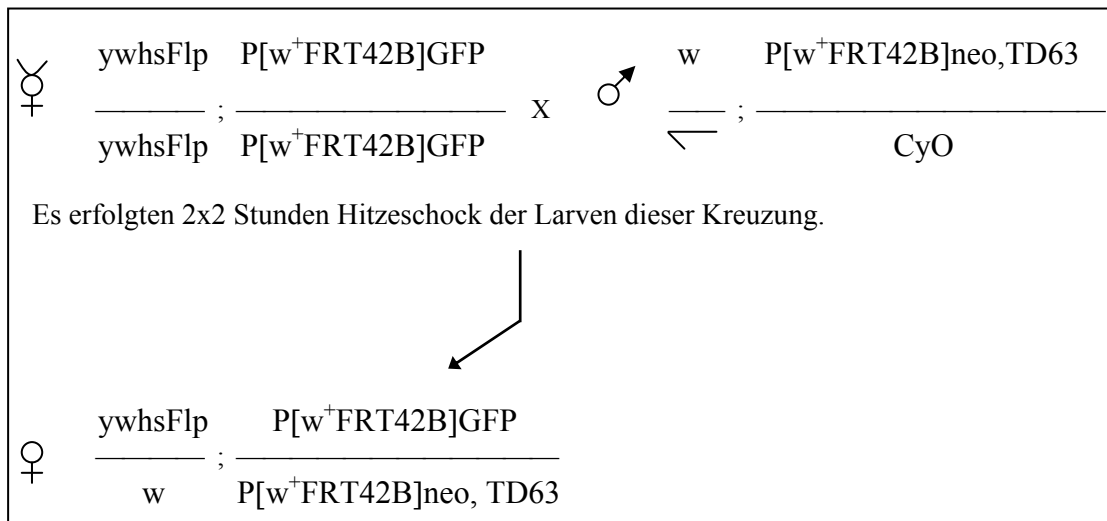 ywhsFlp P[w⁺FRT42B]GFP w P[w⁺FRT42B]neo,TD63
; X ;
ywhsFlp P[w⁺FRT42B]GFP CyO
Es erfolgten 2x2 Stunden Hitzeschock der Larven dieser Kreuzung.
ywhsFlp P[w⁺FRT42B]GFP
;
w P[w⁺FRT42B]neo, TD63